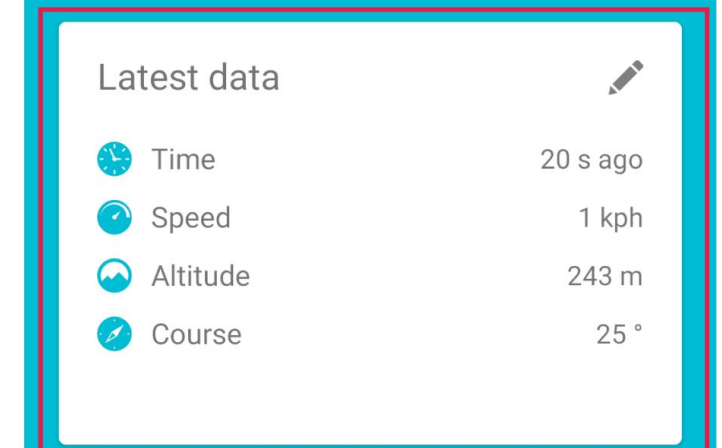 Latest data
Time 20 s ago
Speed 1 kph
Altitude 243 m
Course 25 °